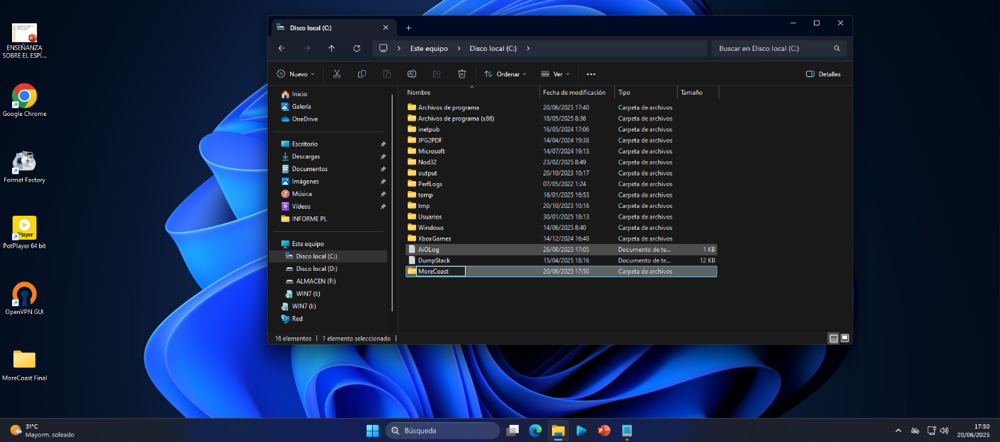 ENSEÑANZA
SOBRE EL ESPÍ...
Google Chrome
Format Factory
Player
PotPlayer 64 bit
OpenVPN GUI
MoreCoast Final
Disco local (C:)
Este equipo
Disco local (C:)
Buscar en Disco local (C:)
Nuevo
Ordenar
Ver
Detalles
Inicio
Galería
OneDrive
Escritorio
Descargas
Documentos
Imágenes
Música
Vídeos
INFORME PL
Este equipo
Disco local (C:)
Disco local (D:)
ALMACEN (F:)
WIN7 (I:)
WIN7 (I:)
Red
Nombre Fecha de modificación Tipo Tamaño
Archivos de programa 20/06/2025 17:40 Carpeta de archivos
Archivos de programa (x86) 18/05/2025 8:36 Carpeta de archivos
inetpub 16/05/2024 17:06 Carpeta de archivos
JPG2PDF 14/04/2024 19:38 Carpeta de archivos
Microsoft 14/07/2024 19:13 Carpeta de archivos
Nod32 23/02/2025 8:49 Carpeta de archivos
output 20/10/2023 10:17 Carpeta de archivos
PerfLogs 07/05/2022 1:24 Carpeta de archivos
temp 16/01/2025 16:53 Carpeta de archivos
tmp 20/10/2023 10:16 Carpeta de archivos
Usuarios 30/01/2025 18:13 Carpeta de archivos
Windows 14/06/2025 8:40 Carpeta de archivos
XboxGames 14/12/2024 16:48 Carpeta de archivos
AiOLog 26/08/2023 17:05 Documento de te... 1 KB
DumpStack 15/04/2025 18:16 Documento de te... 12 KB
MoreCoast 20/06/2025 17:50 Carpeta de archivos
16 elementos 1 elemento seleccionado
31°C
Mayorm. soleado
Búsqueda
17:50
20/06/2025